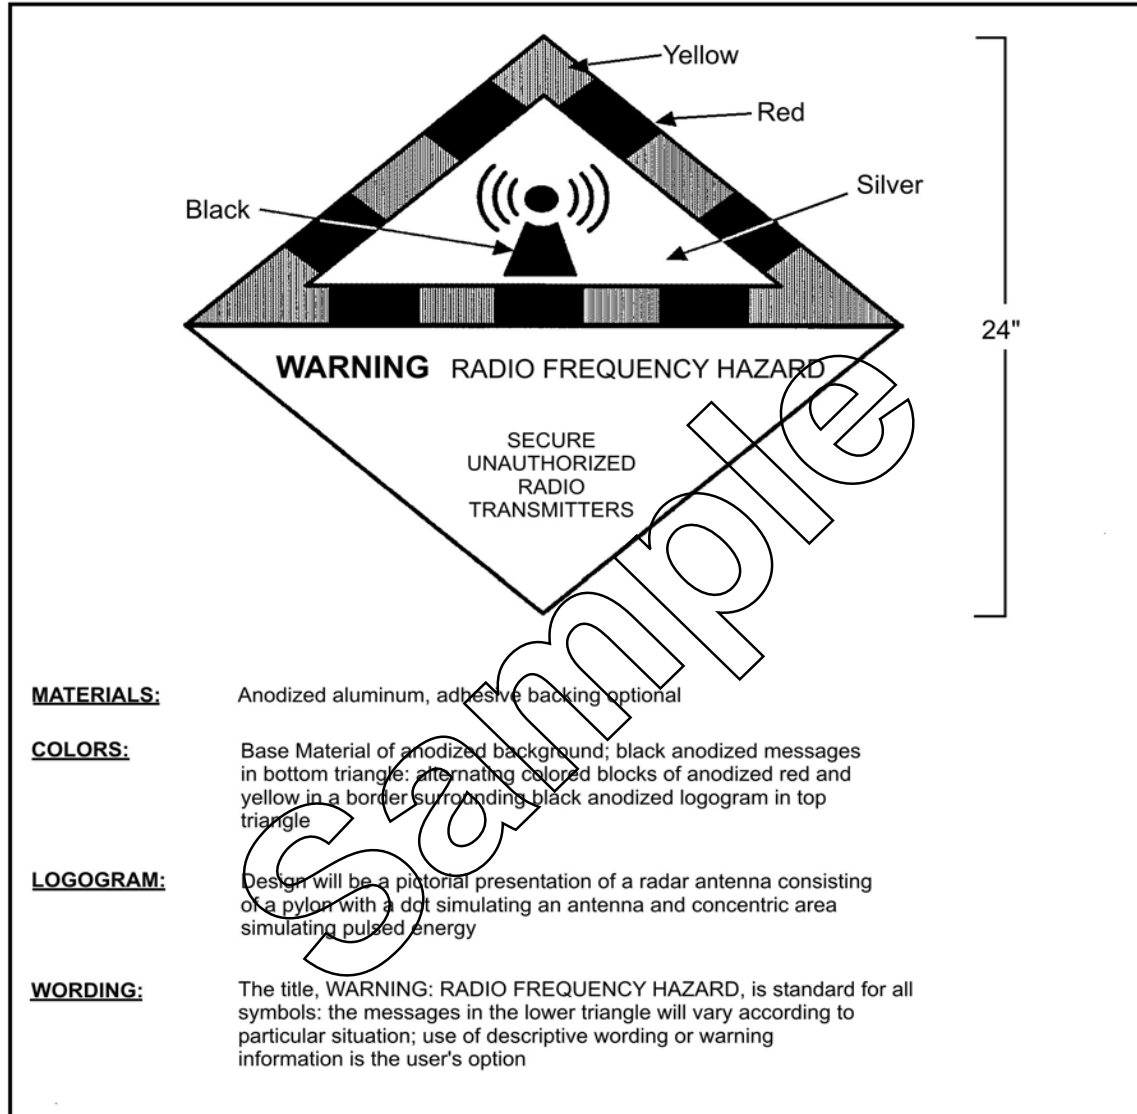 Yellow
Red
Silver
Black
24"
WARNING RADIO FREQUENCY HAZARD
SECURE
UNAUTHORIZED
RADIO
TRANSMITTERS
Sample
MATERIALS: Anodized aluminum, adhesive backing optional
COLORS: Base Material of anodized background; black anodized messages
in bottom triangle: alternating colored blocks of anodized red and
yellow in a border surrounding black anodized logogram in top
triangle
LOGOGRAM: Design will be a pictorial presentation of a radar antenna consisting
of a pylon with a dot simulating an antenna and concentric area
simulating pulsed energy
WORDING: The title, WARNING: RADIO FREQUENCY HAZARD, is standard for all
symbols: the messages in the lower triangle will vary according to
particular situation; use of descriptive wording or warning
information is the user's option